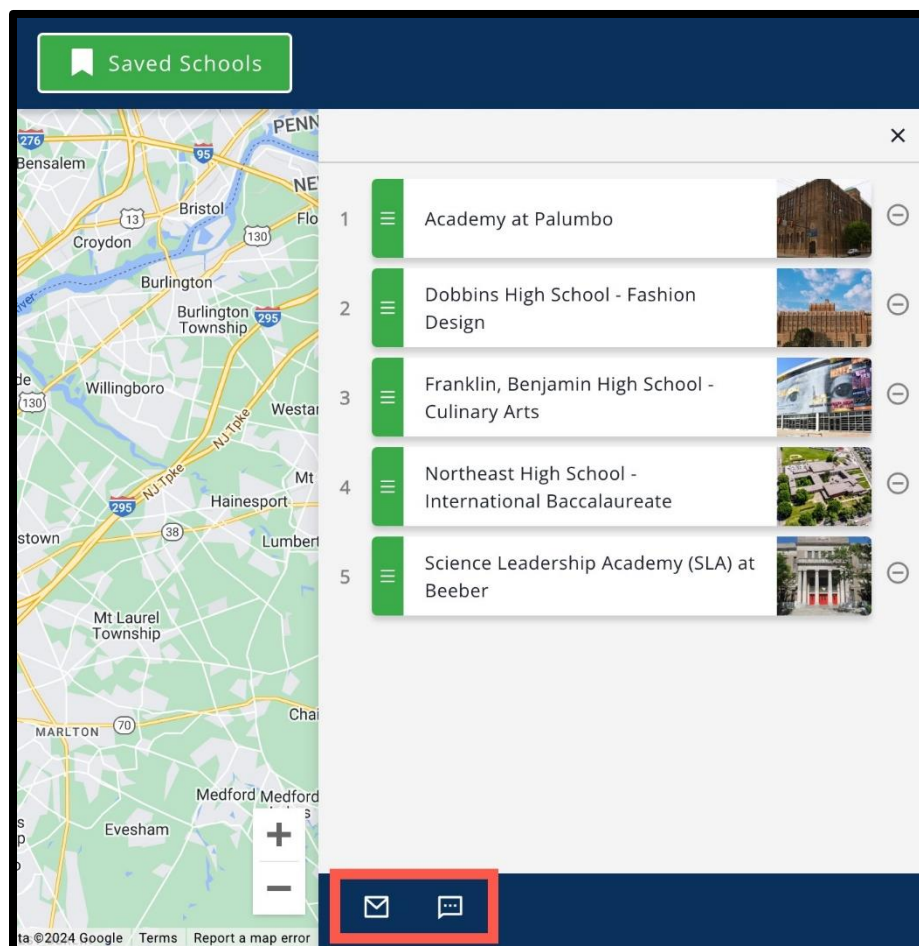 Saved Schools
276
PENN
95
Bensalem
NE
13
Bristol
Flo
Croydon
130
Burlington
Burlington
Township
295
de
Willingboro
130
Westa
NJ Tpke
NJ Tpke
Mt
295
Hainesport
stown
38
Lumber
Mt Laurel
Township
70
Chai
MARLTON
Medford
Medford
s
Evesham
p
+
−
ta ©2024 Google
Terms
Report a map error
1
Academy at Palumbo
2
Dobbins High School - Fashion
Design
3
Franklin, Benjamin High School -
Culinary Arts
4
Northeast High School -
International Baccalaureate
5
Science Leadership Academy (SLA) at
Beeber